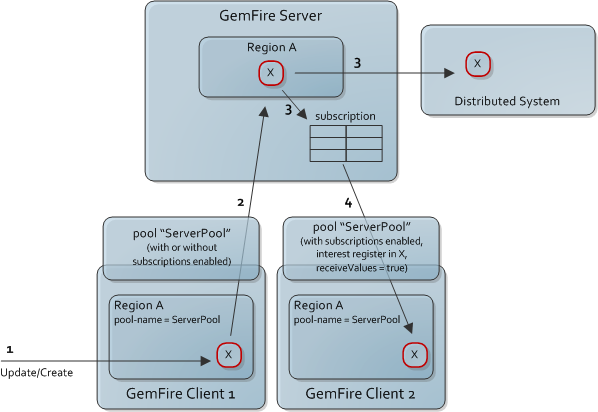 GemFire Server
Region A
X
3
3
subscription
X
Distributed System
2
4
pool “ServerPool”
(with or without
subscriptions enabled)
pool “ServerPool”
(with subscriptions enabled,
interest register in X,
receiveValues = true)
Region A
pool-name = ServerPool
Region A
pool-name = ServerPool
1
X
X
Update/Create
GemFire Client 1
GemFire Client 2